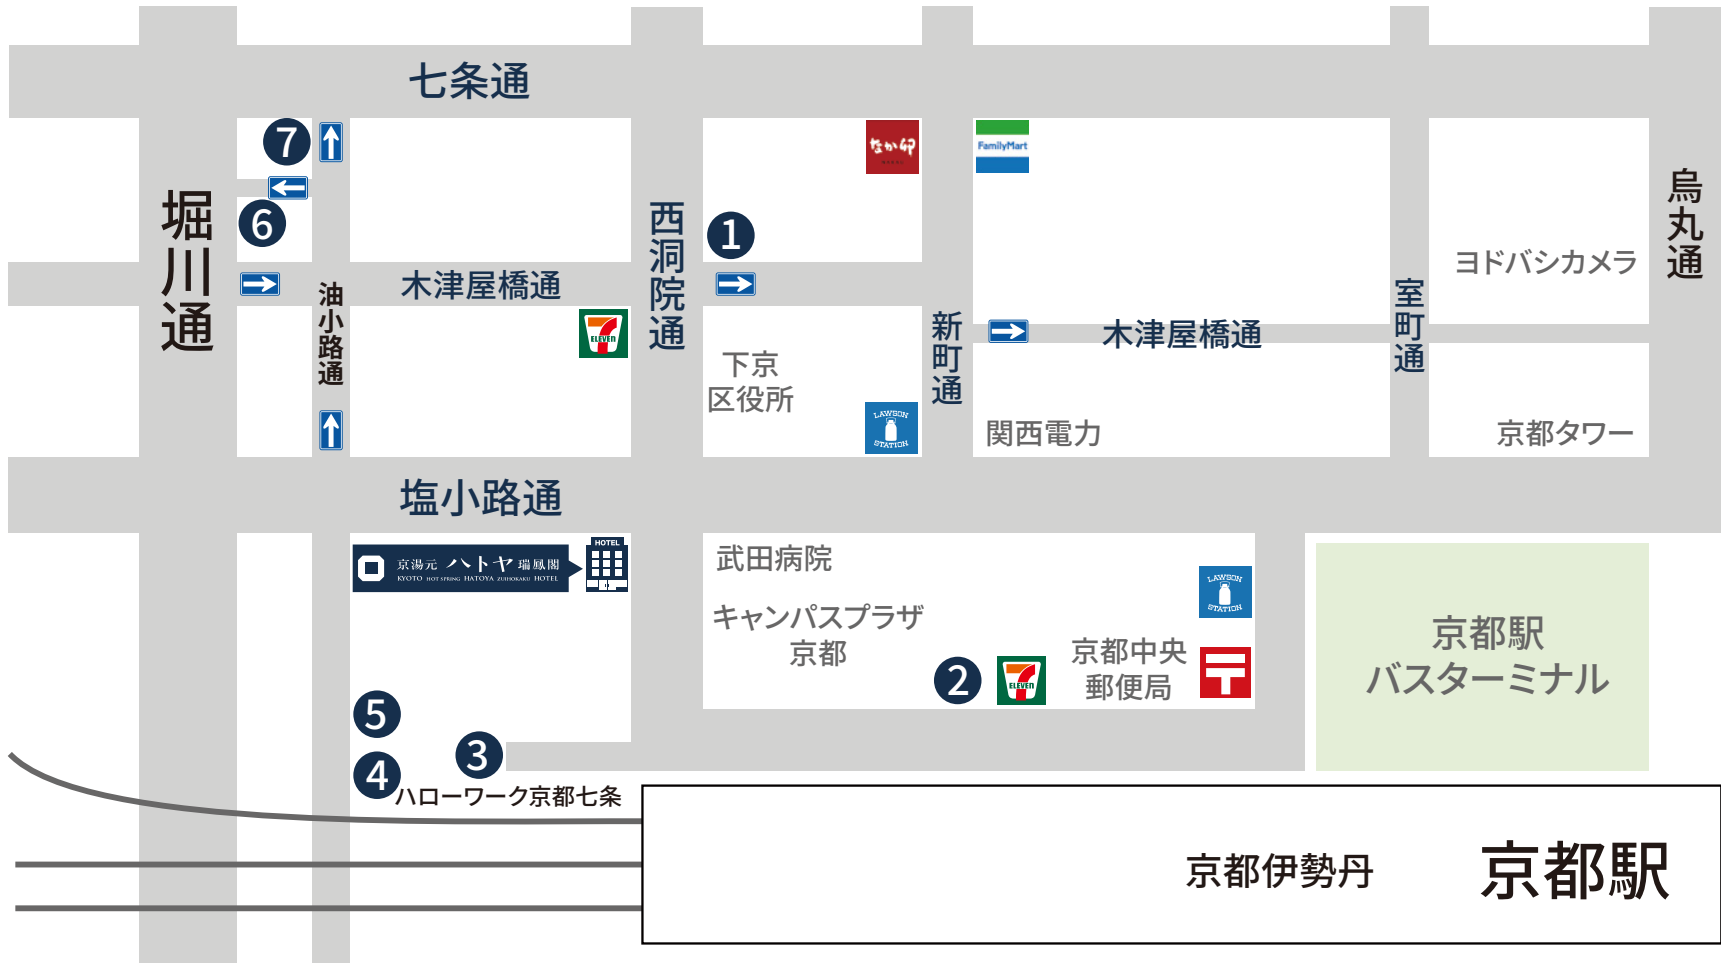 七条通
7
なか卯
FamilyMart
堀川通
6
西洞院通
1
烏丸通
ヨドバシカメラ
木津屋橋通
油小路通
室町通
新町通
木津屋橋通
7
ELEVEN
下京
区役所
LAWSON
STATION
関西電力
京都タワー
塩小路通
京湯元 ハトヤ 瑞鳳閣
KYOTO HOT SPRING HATOYA ZUIHOKAKU HOTEL
HOTEL
武田病院
キャンパスプラザ
京都
LAWSON
STATION
京都中央
郵便局
2
7
ELEVEN
京都駅
バスターミナル
5
4
3
ハローワーク京都七条
京都伊勢丹
京都駅